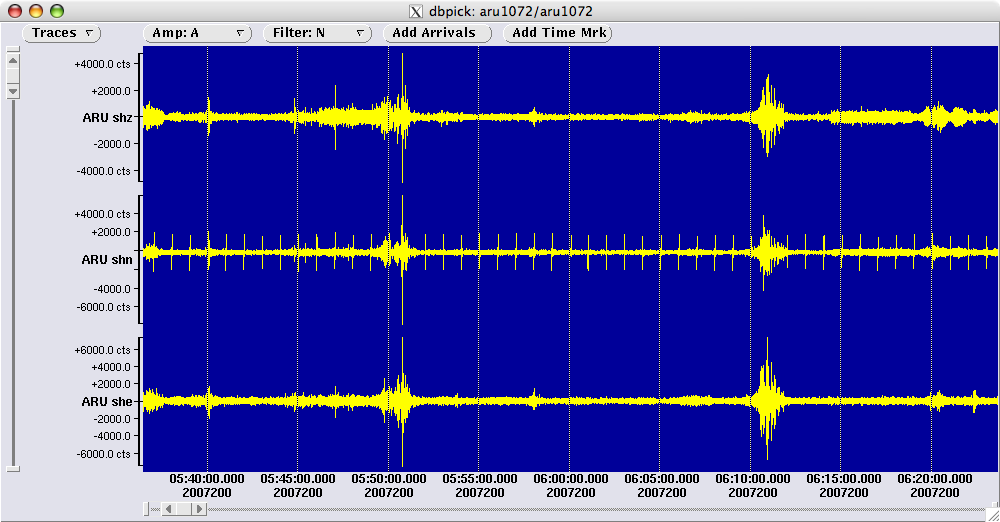 dbpick: aru1072/aru1072
Traces Amp: A Filter: N Add Arrivals Add Time Mrk
+4000.0 cts
+2000.0
ARU shz
-2000.0
-4000.0 cts
+4000.0 cts
+2000.0
ARU shn
-4000.0
-6000.0 cts
+6000.0 cts
+4000.0
+2000.0
ARU she
-2000.0
-4000.0
-6000.0 cts
05:40:00.000 05:45:00.000 05:50:00.000 05:55:00.000 06:00:00.000 06:05:00.000 06:10:00.000 06:15:00.000 06:20:00.000
2007200 2007200 2007200 2007200 2007200 2007200 2007200 2007200 2007200